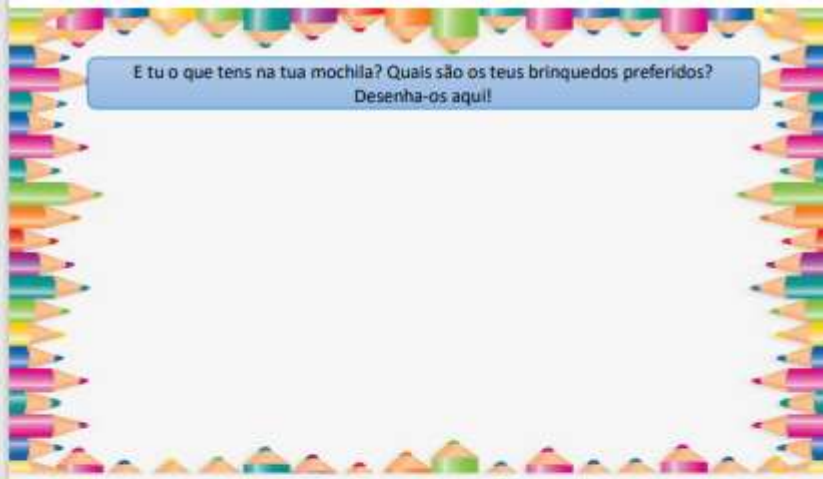 E tu o que tens na tua mochila? Quais são os teus brinquedos preferidos?
Desenha-os aqui!